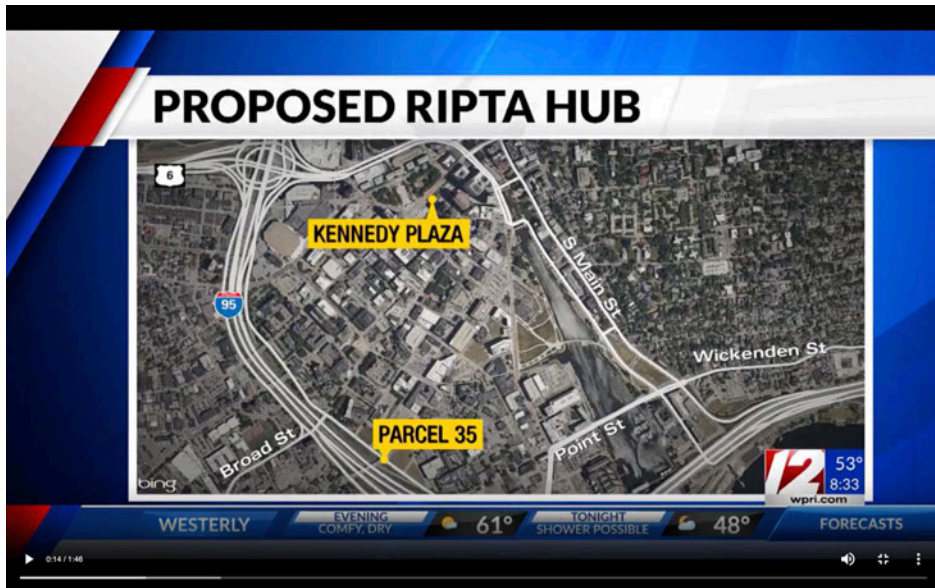 PROPOSED RIPTA HUB
6
KENNEDY PLAZA
S Main St
95
Wickenden St
PARCEL 35
Broad St
Point St
bing
12
53°
8:33
wpri.com
WESTERLY
EVENING
COMFY, DRY
61°
TONIGHT
SHOWER POSSIBLE
48°
FORECASTS
0:14 / 1:46